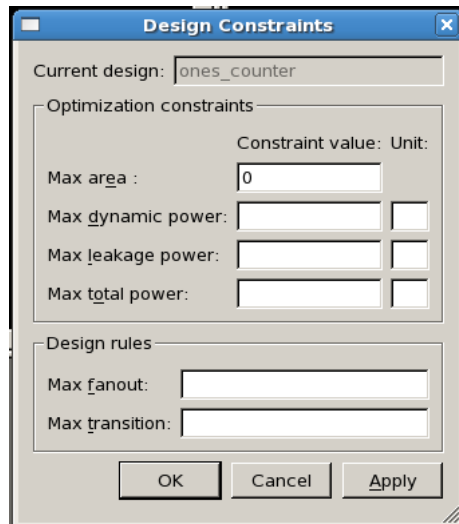 Design Constraints
Current design: ones_counter
Optimization constraints
Constraint value: Unit:
Max area : 0
Max dynamic power:
Max leakage power:
Max total power:
Design rules
Max fanout:
Max transition:
OK Cancel Apply